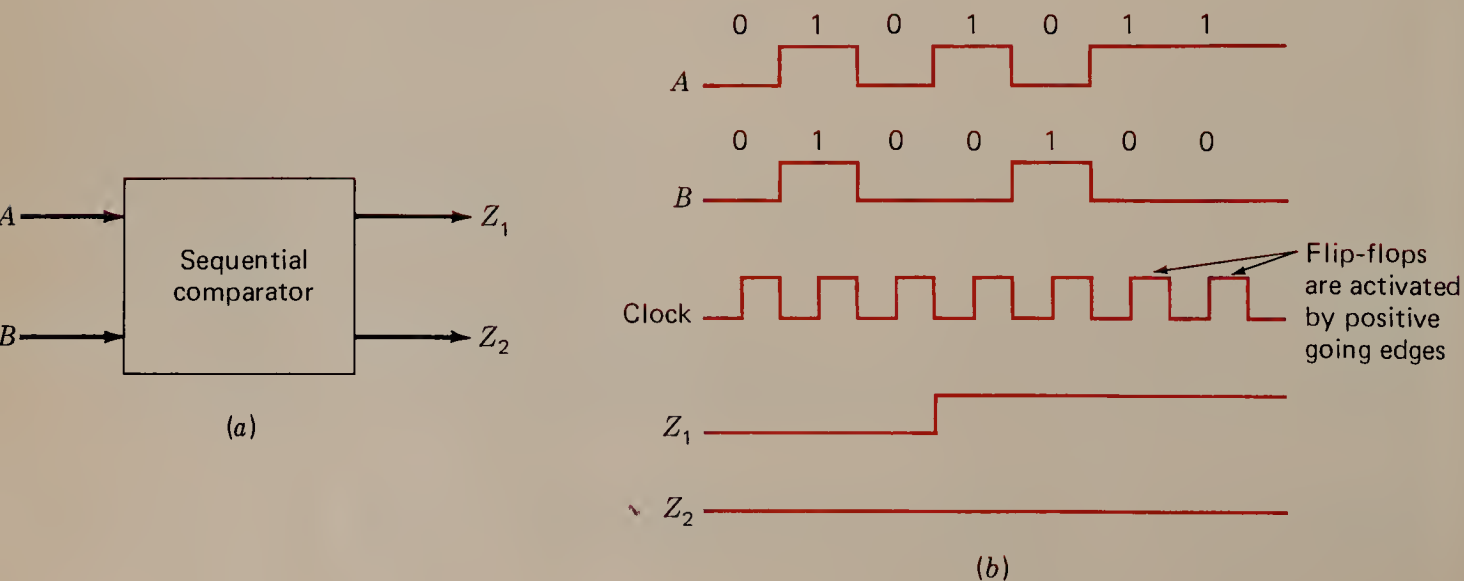 A
B
Sequential
comparator
Z1
Z2
(a)
0 1 0 1 0 1 1
A
0 1 0 0 1 0 0
B
Clock
Flip-flops
are activated
by positive
going edges
Z1
Z2
(b)